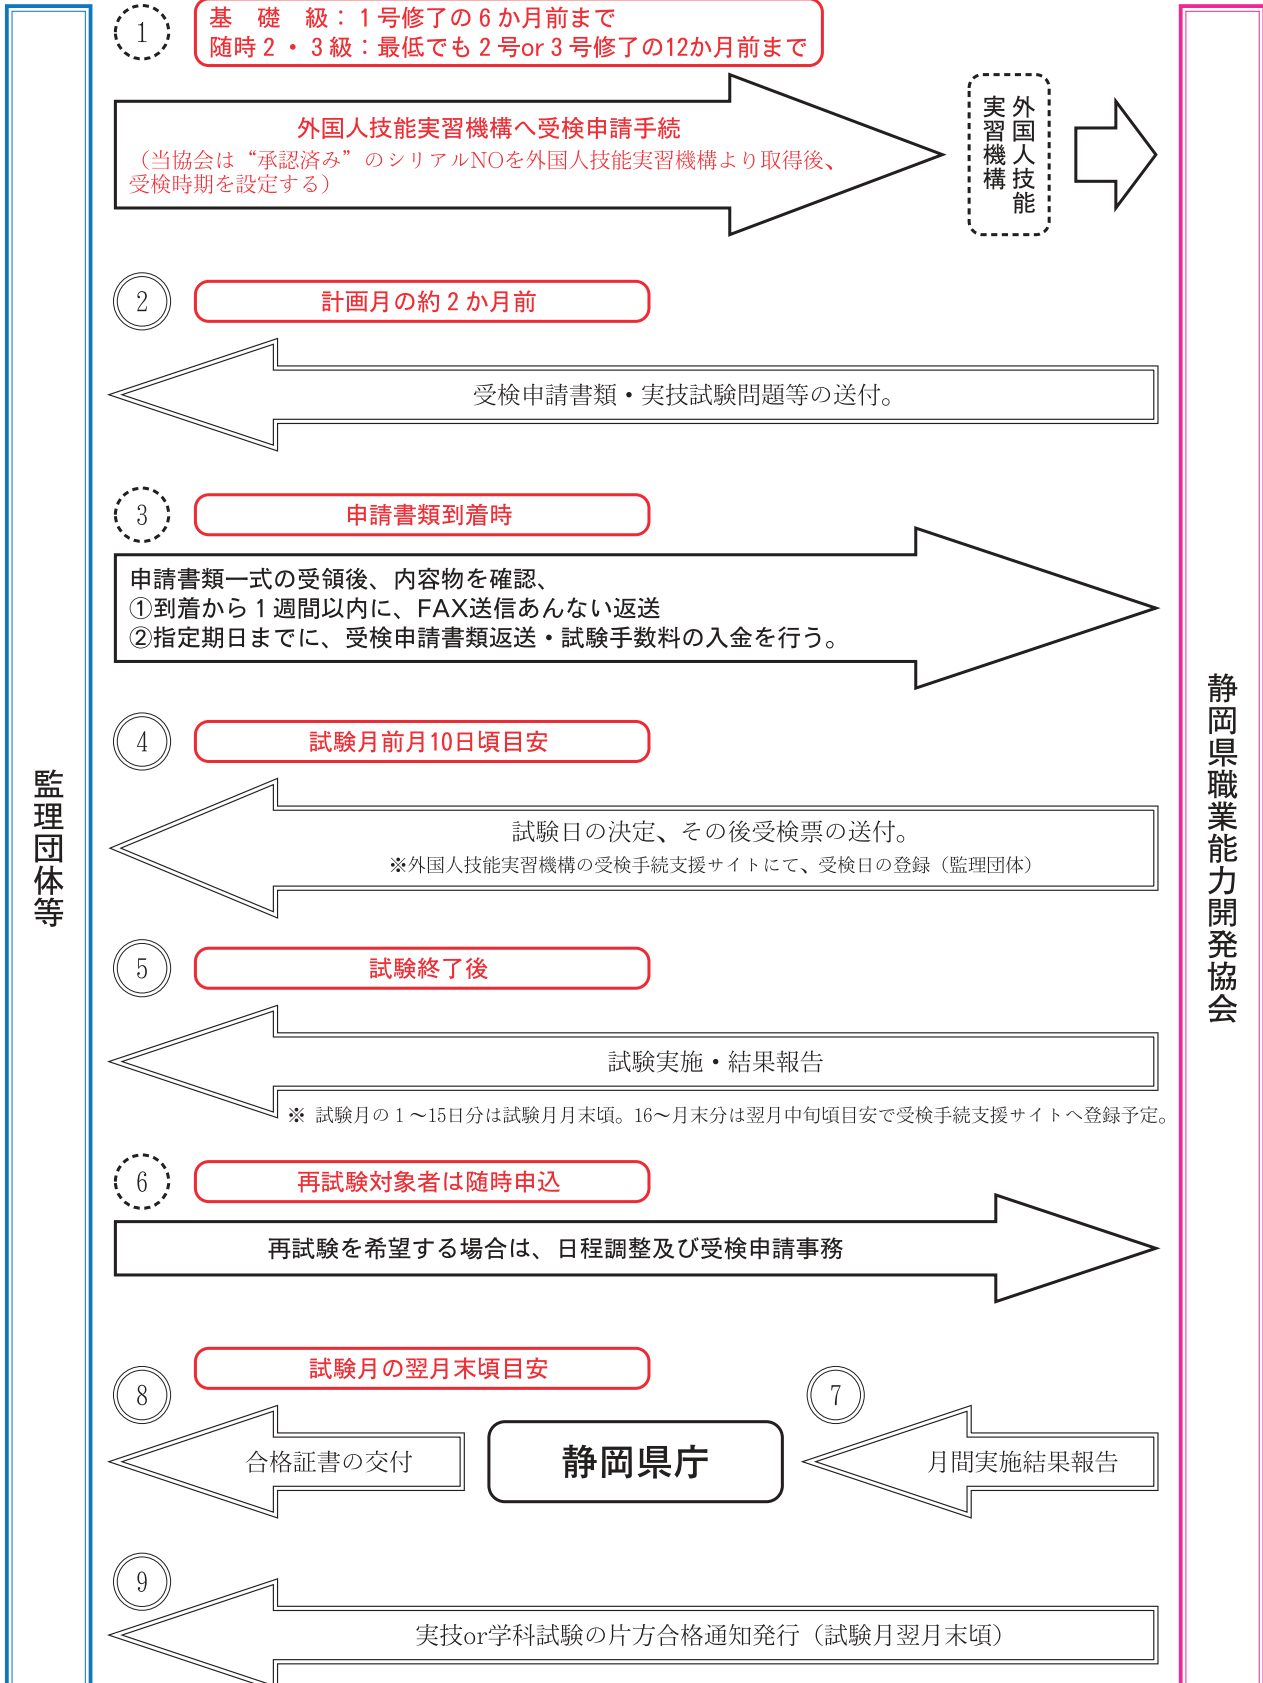 監理団体等
静岡県職業能力開発協会
1
基　礎　級：1号修了の6か月前まで
随時2・3級：最低でも2号or3号修了の12か月前まで
外国人技能実習機構へ受検申請手続
（当協会は“承認済み”のシリアルNOを外国人技能実習機構より取得後、
受検時期を設定する）
外国人技能
実習機構
2
計画月の約2か月前
受検申請書類・実技試験問題等の送付。
3
申請書類到着時
申請書類一式の受領後、内容物を確認、
①到着から1週間以内に、FAX送信あんない返送
②指定期日までに、受検申請書類返送・試験手数料の入金を行う。
4
試験月前月10日頃目安
試験日の決定、その後受検票の送付。
※外国人技能実習機構の受検手続支援サイトにて、受検日の登録（監理団体）
5
試験終了後
試験実施・結果報告
※ 試験月の1～15日分は試験月月末頃。16～月末分は翌月中旬頃目安で受検手続支援サイトへ登録予定。
6
再試験対象者は随時申込
再試験を希望する場合は、日程調整及び受検申請事務
試験月の翌月末頃目安
7
月間実施結果報告
静岡県庁
8
合格証書の交付
9
実技or学科試験の片方合格通知発行（試験月翌月末頃）